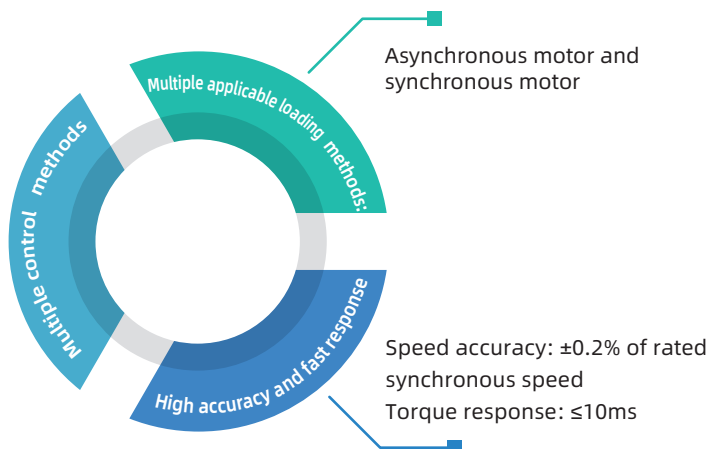 Multiple applicable loading methods:
Asynchronous motor and
synchronous motor
Multiple control methods
High accuracy and fast response
Speed accuracy: ±0.2% of rated
synchronous speed
Torque response: ≤10ms